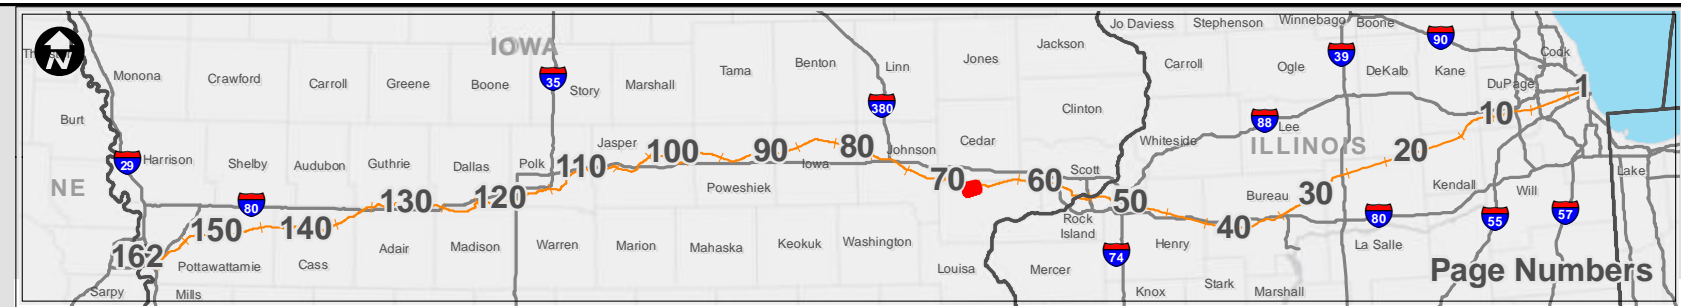 Jo Daviess Stephenson Winnebago Boone
IOWA
Jackson
90
39
Cook
N
Monona Crawford Carroll Greene Boone 35 Story Marshall Tama Benton Linn Jones Carroll Ogle DeKalb Kane
DuPage
1
380
Clinton
10
Burt
88 Lee
Whiteside
ILLINOIS
29 Harrison Shelby Audubon Guthrie Dallas Polk Jasper 100 90 80 Johnson Cedar
20
110
Iowa
Scott
Lake
NE
80
130
120
Poweshiek
70
60
50
Bureau
30
Kendall
Will
150
140
Rock
Island
40
80
55
57
162
Adair Madison Warren Marion Mahaska Keokuk Washington
Henry
La Salle
74
Pottawattamie Cass
Louisa Mercer
Page Numbers
Sarpy Mills
Knox Stark Marshall